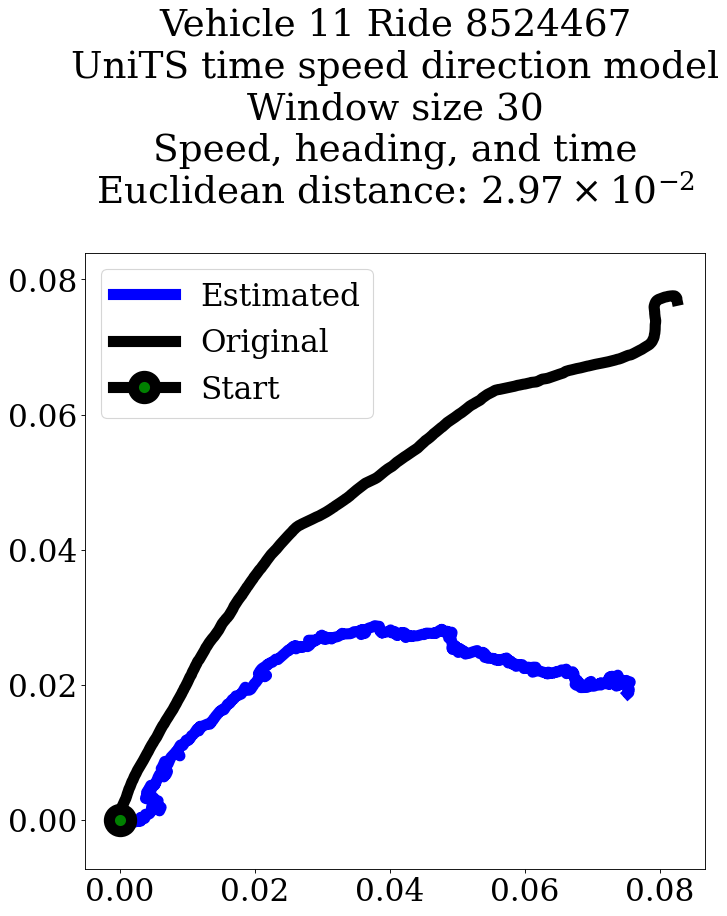 Vehicle 11 Ride 8524467
UniTS time speed direction model
Window size 30
Speed, heading, and time
Euclidean distance: 2.97 × 10⁻²
Estimated
Original
Start
0.08
0.06
0.04
0.02
0.00
0.00 0.02 0.04 0.06 0.08